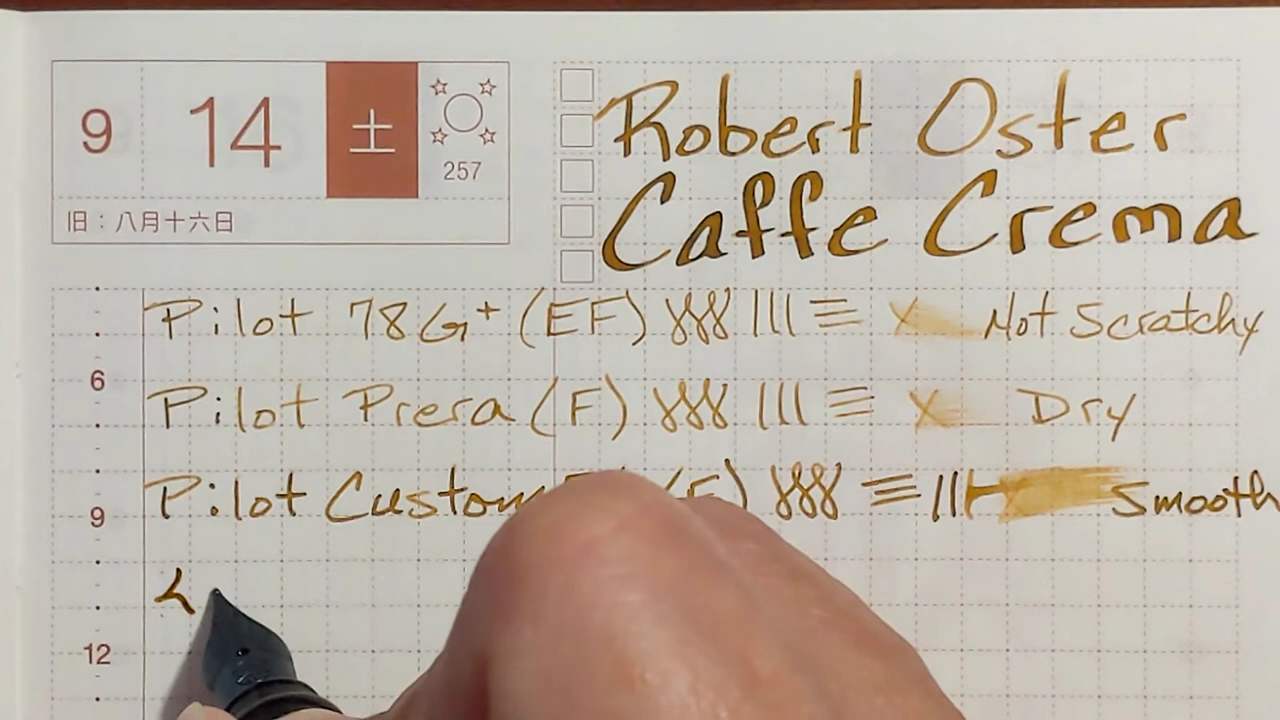 9 14 土
257
旧：八月十六日
Robert Oster
Caffe Crema
Pilot 78G+ (EF) Not Scratchy
6
Pilot Prera (F) Dry
9
Pilot Custom (F) Smooth
12